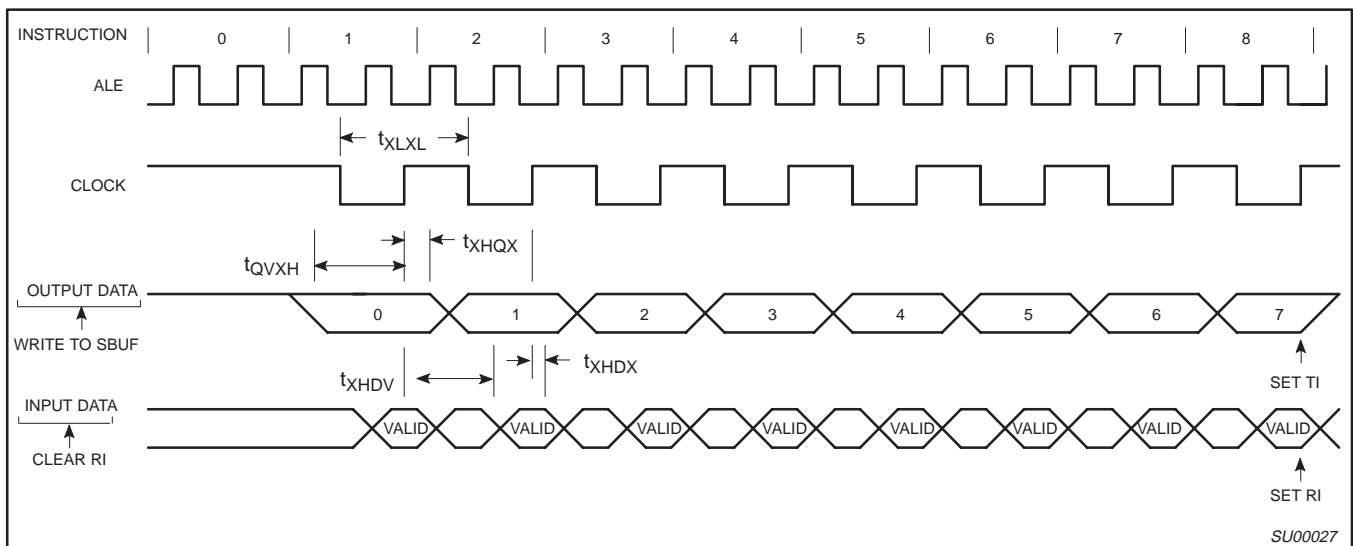 INSTRUCTION 0 1 2 3 4 5 6 7 8
ALE
tXLXL
CLOCK
tXHQX
tQVXH
OUTPUT DATA
0 1 2 3 4 5 6 7
WRITE TO SBUF
tXHDX
tXHDV
SET TI
INPUT DATA
VALID VALID VALID VALID VALID VALID VALID VALID
CLEAR RI
SET RI
SU00027